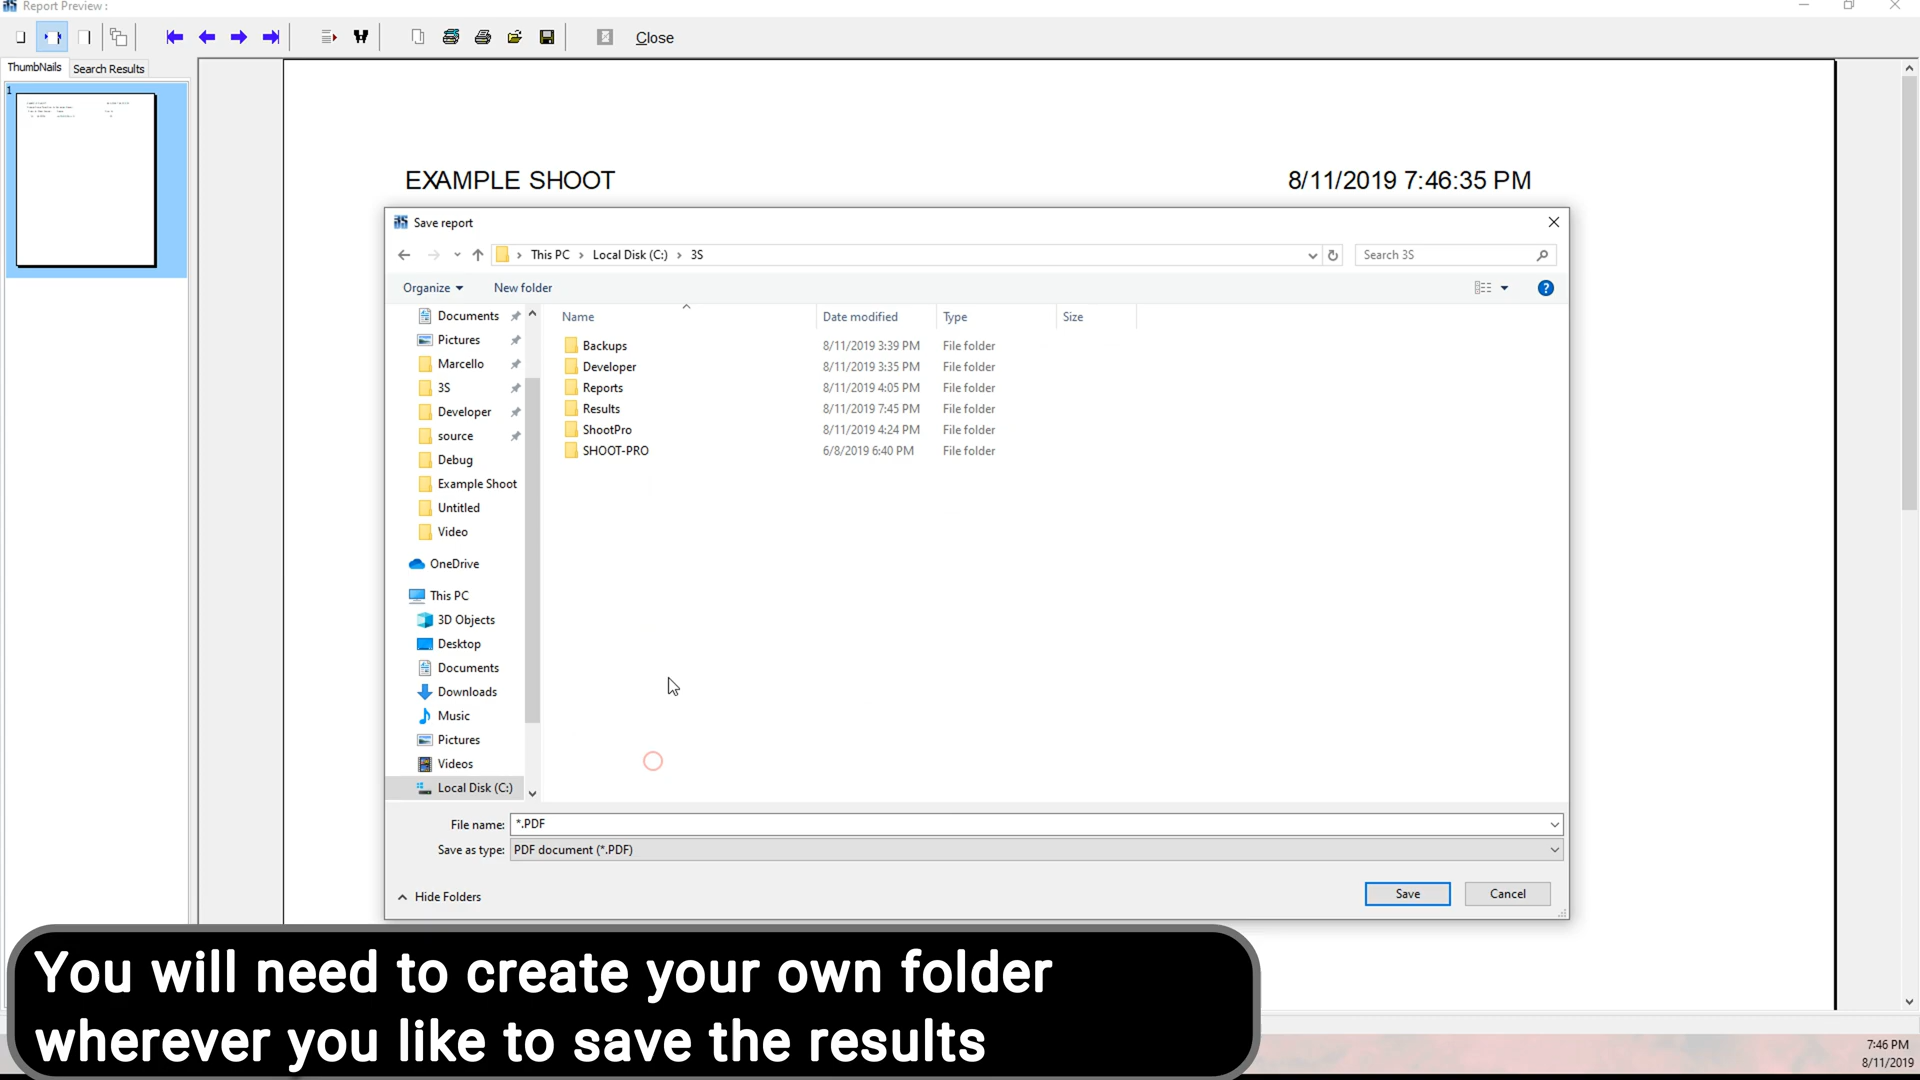 Report Preview :
Close
ThumbNails
Search Results
1
EXAMPLE SHOOT
8/11/2019 7:46:35 PM
Save report
This PC > Local Disk (C:) > 3S
Search 3S
Organize
New folder
Name
Date modified
Type
Size
Documents
Pictures
Marcello
3S
Developer
source
Debug
Example Shoot
Untitled
Video
OneDrive
This PC
3D Objects
Desktop
Documents
Downloads
Music
Pictures
Videos
Local Disk (C:)
Backups 8/11/2019 3:39 PM File folder
Developer 8/11/2019 3:35 PM File folder
Reports 8/11/2019 4:05 PM File folder
Results 8/11/2019 7:45 PM File folder
ShootPro 8/11/2019 4:24 PM File folder
SHOOT-PRO 6/8/2019 6:40 PM File folder
File name: *.PDF
Save as type: PDF document (*.PDF)
Hide Folders
Save
Cancel
You will need to create your own folder
wherever you like to save the results
7:46 PM
8/11/2019